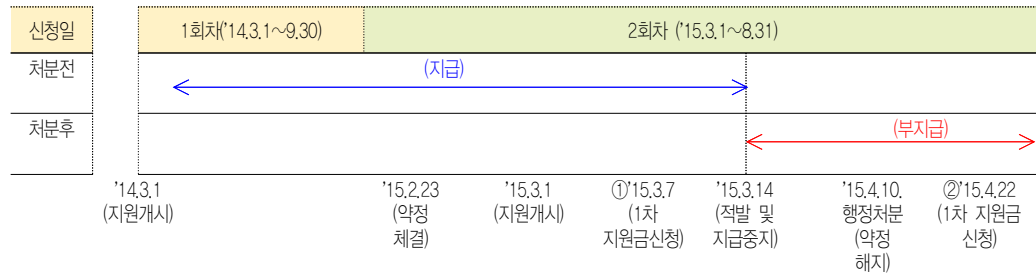 신청일 1회차('14.3.1~9.30) 2회차 ('15.3.1~8.31)
처분전 (지급)
처분후 (부지급)
'14.3.1
(지원개시)
'15.2.23
(약정
체결)
'15.3.1
(지원개시)
①'15.3.7
(1차
지원금신청)
'15.3.14
(적발 및
지급중지)
'15.4.10.
행정처분
(약정
해지)
②'15.4.22
(1차 지원금
신청)